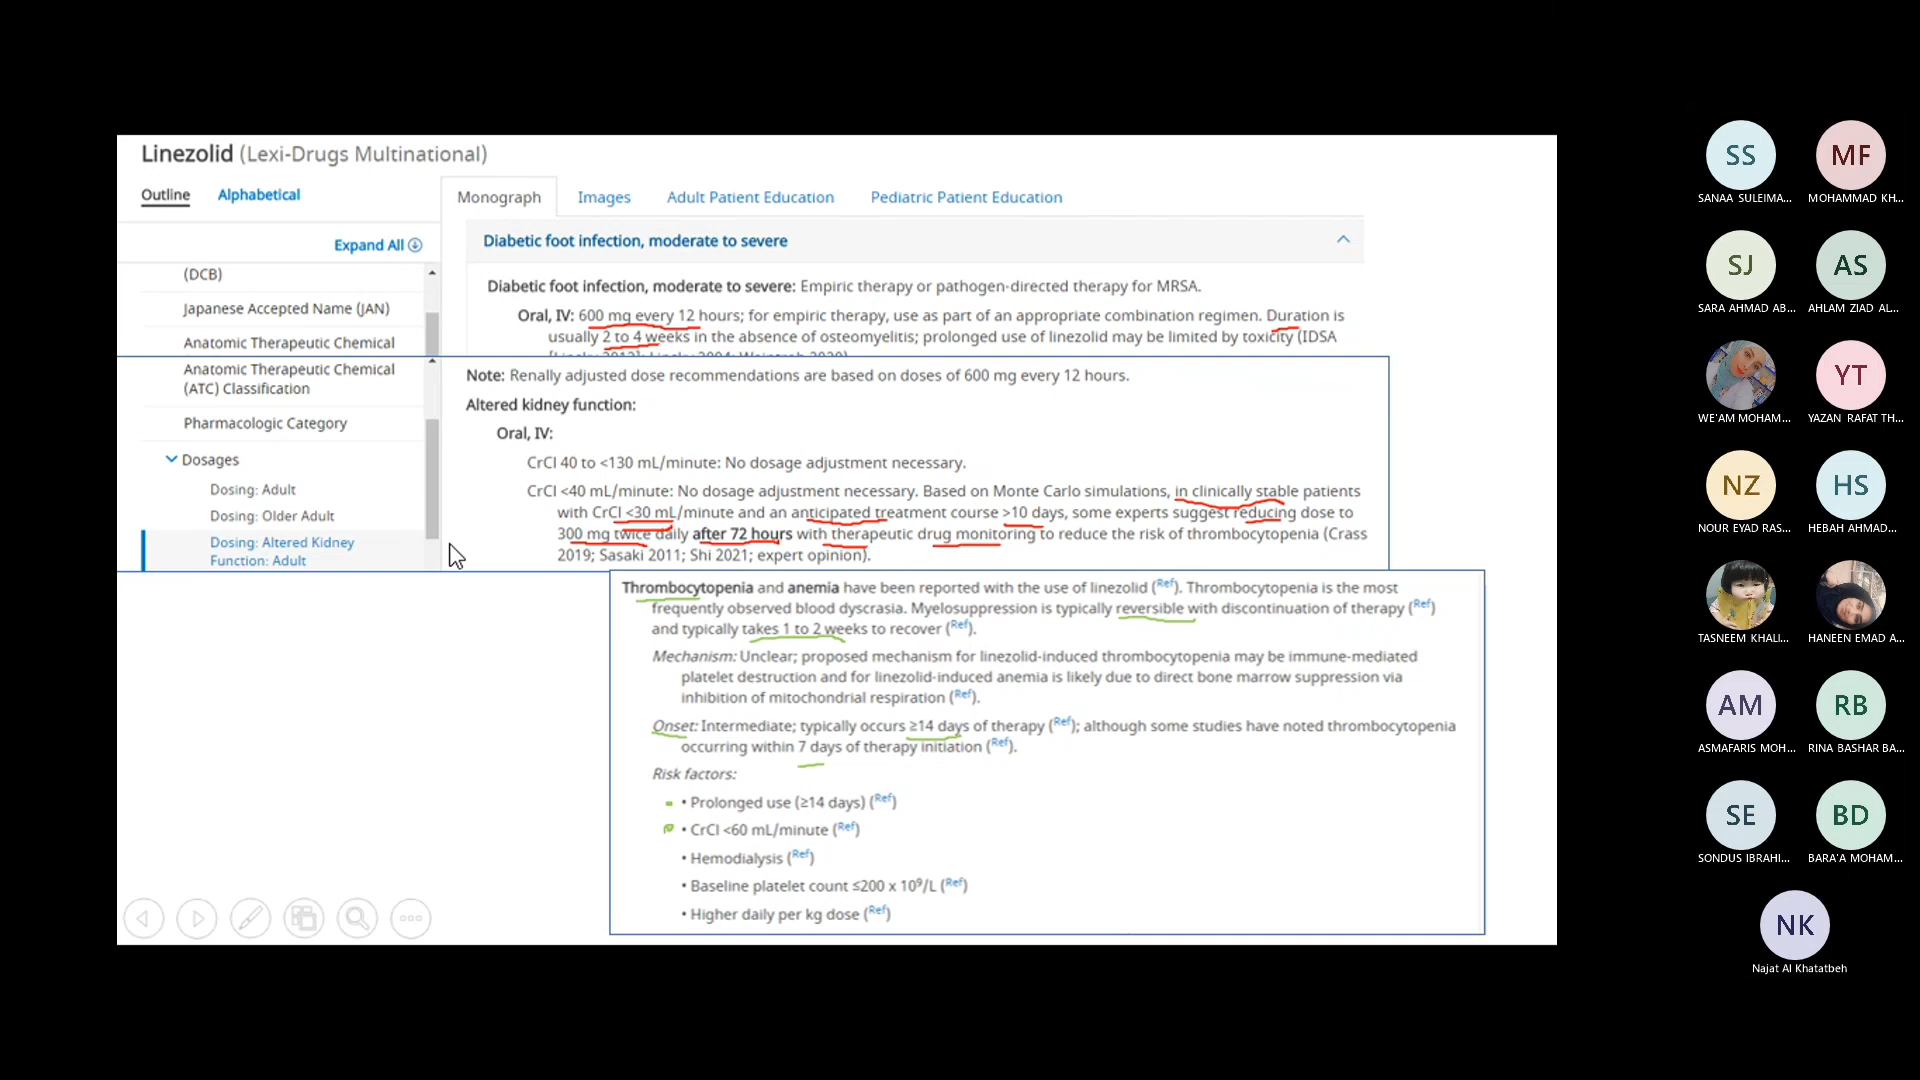 Linezolid (Lexi-Drugs Multinational)
Outline
Alphabetical
Monograph
Images
Adult Patient Education
Pediatric Patient Education
Expand All
(DCB)
Japanese Accepted Name (JAN)
Anatomic Therapeutic Chemical
Diabetic foot infection, moderate to severe
Diabetic foot infection, moderate to severe: Empiric therapy or pathogen-directed therapy for MRSA.
Oral, IV: 600 mg every 12 hours; for empiric therapy, use as part of an appropriate combination regimen. Duration is
usually 2 to 4 weeks in the absence of osteomyelitis; prolonged use of linezolid may be limited by toxicity (IDSA
Anatomic Therapeutic Chemical
(ATC) Classification
Pharmacologic Category
Dosages
Dosing: Adult
Dosing: Older Adult
Dosing: Altered Kidney
Function: Adult
Note: Renally adjusted dose recommendations are based on doses of 600 mg every 12 hours.
Altered kidney function:
Oral, IV:
CrCl 40 to <130 mL/minute: No dosage adjustment necessary.
CrCl <40 mL/minute: No dosage adjustment necessary. Based on Monte Carlo simulations, in clinically stable patients
with CrCl <30 mL/minute and an anticipated treatment course >10 days, some experts suggest reducing dose to
300 mg twice daily after 72 hours with therapeutic drug monitoring to reduce the risk of thrombocytopenia (Crass
2019; Sasaki 2011; Shi 2021; expert opinion).
Thrombocytopenia and anemia have been reported with the use of linezolid (Ref). Thrombocytopenia is the most
frequently observed blood dyscrasia. Myelosuppression is typically reversible with discontinuation of therapy (Ref)
and typically takes 1 to 2 weeks to recover (Ref).
Mechanism: Unclear; proposed mechanism for linezolid-induced thrombocytopenia may be immune-mediated
platelet destruction and for linezolid-induced anemia is likely due to direct bone marrow suppression via
inhibition of mitochondrial respiration (Ref).
Onset: Intermediate; typically occurs ≥14 days of therapy (Ref); although some studies have noted thrombocytopenia
occurring within 7 days of therapy initiation (Ref).
Risk factors:
• Prolonged use (≥14 days) (Ref)
• CrCl <60 mL/minute (Ref)
• Hemodialysis (Ref)
• Baseline platelet count ≤200 x 10⁹/L (Ref)
• Higher daily per kg dose (Ref)
SS
MF
SANAA SULEIMA...
MOHAMMAD KH...
SJ
AS
SARA AHMAD AB...
AHLAM ZIAD AL...
YT
WE'AM MOHAM...
YAZAN RAFAT TH...
NZ
HS
NOUR EYAD RAS...
HEBAH AHMAD...
TASNEEM KHALI...
HANEEN EMAD A...
AM
RB
ASMAFARIS MOH...
RINA BASHAR BA...
SE
BD
SONDUS IBRAHI...
BARA'A MOHAM...
NK
Najat Al Khatatbeh